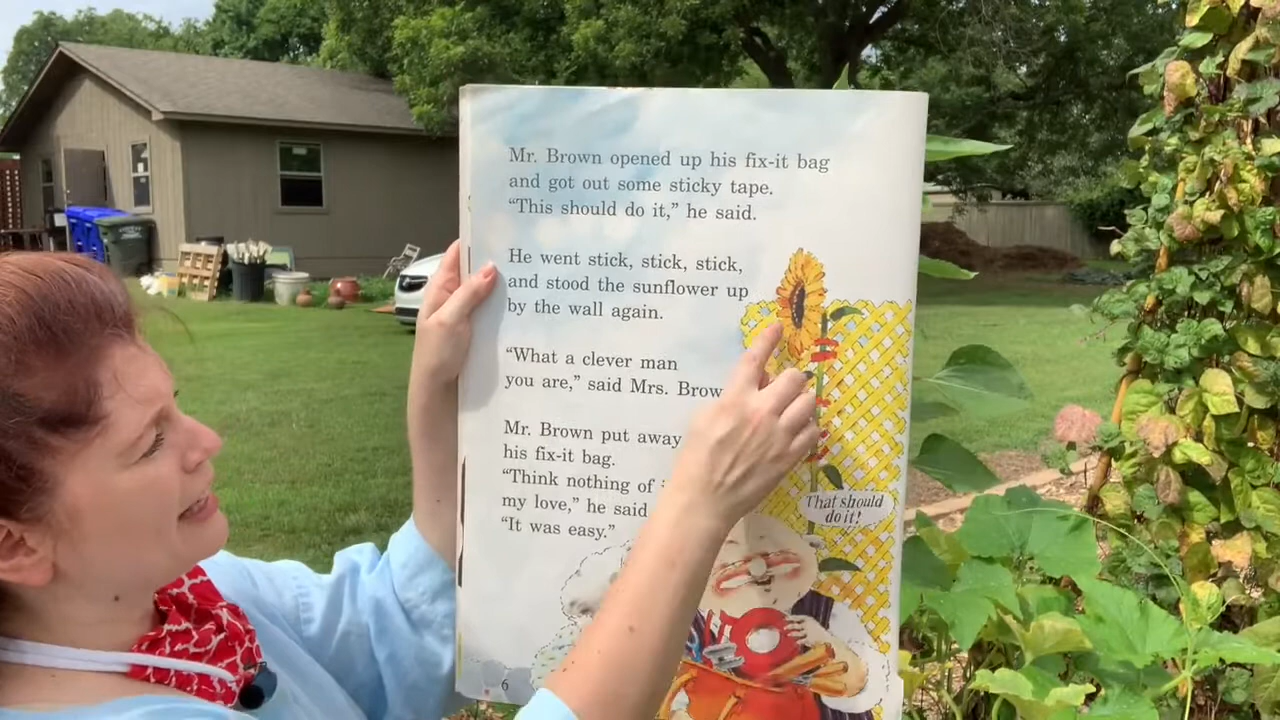 Mr. Brown opened up his fix-it bag
and got out some sticky tape.
“This should do it,” he said.
He went stick, stick, stick,
and stood the sunflower up
by the wall again.
“What a clever man
you are,” said Mrs. Brow
Mr. Brown put away
his fix-it bag.
“Think nothing of
my love,” he said
“It was easy.”
That should
do it!
6